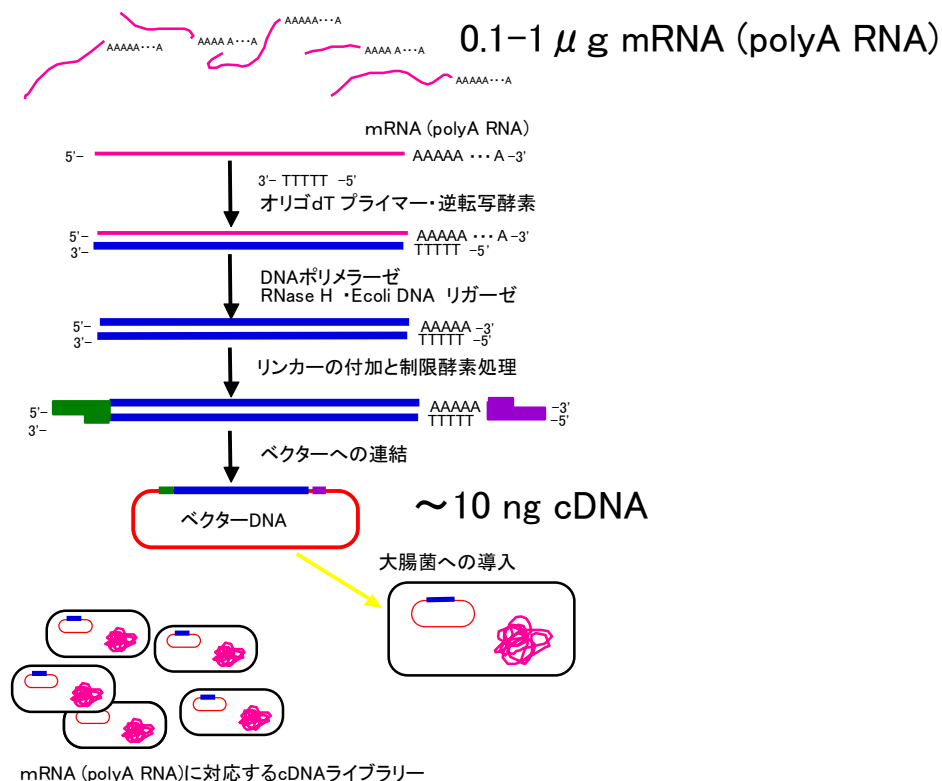 AAAAA･･･A
AAAAA･･･A
AAAA A･･･A
AAAA A･･･A
AAAAA･･･A
0.1-1 μg mRNA (polyA RNA)
mRNA (polyA RNA)
5'- AAAAA ･･･A -3'
3'- TTTTT -5'
オリゴdT プライマー・逆転写酵素
5'- AAAAA ･･･A -3'
3'- TTTTT -5'
DNAポリメラーゼ
RNase H ・Ecoli DNA リガーゼ
5'- AAAAA -3'
3'- TTTTT -5'
リンカーの付加と制限酵素処理
5'- AAAAA -3'
3'- TTTTT -5'
ベクターへの連結
ベクターDNA
～10 ng cDNA
大腸菌への導入
mRNA (polyA RNA)に対応するcDNAライブラリー